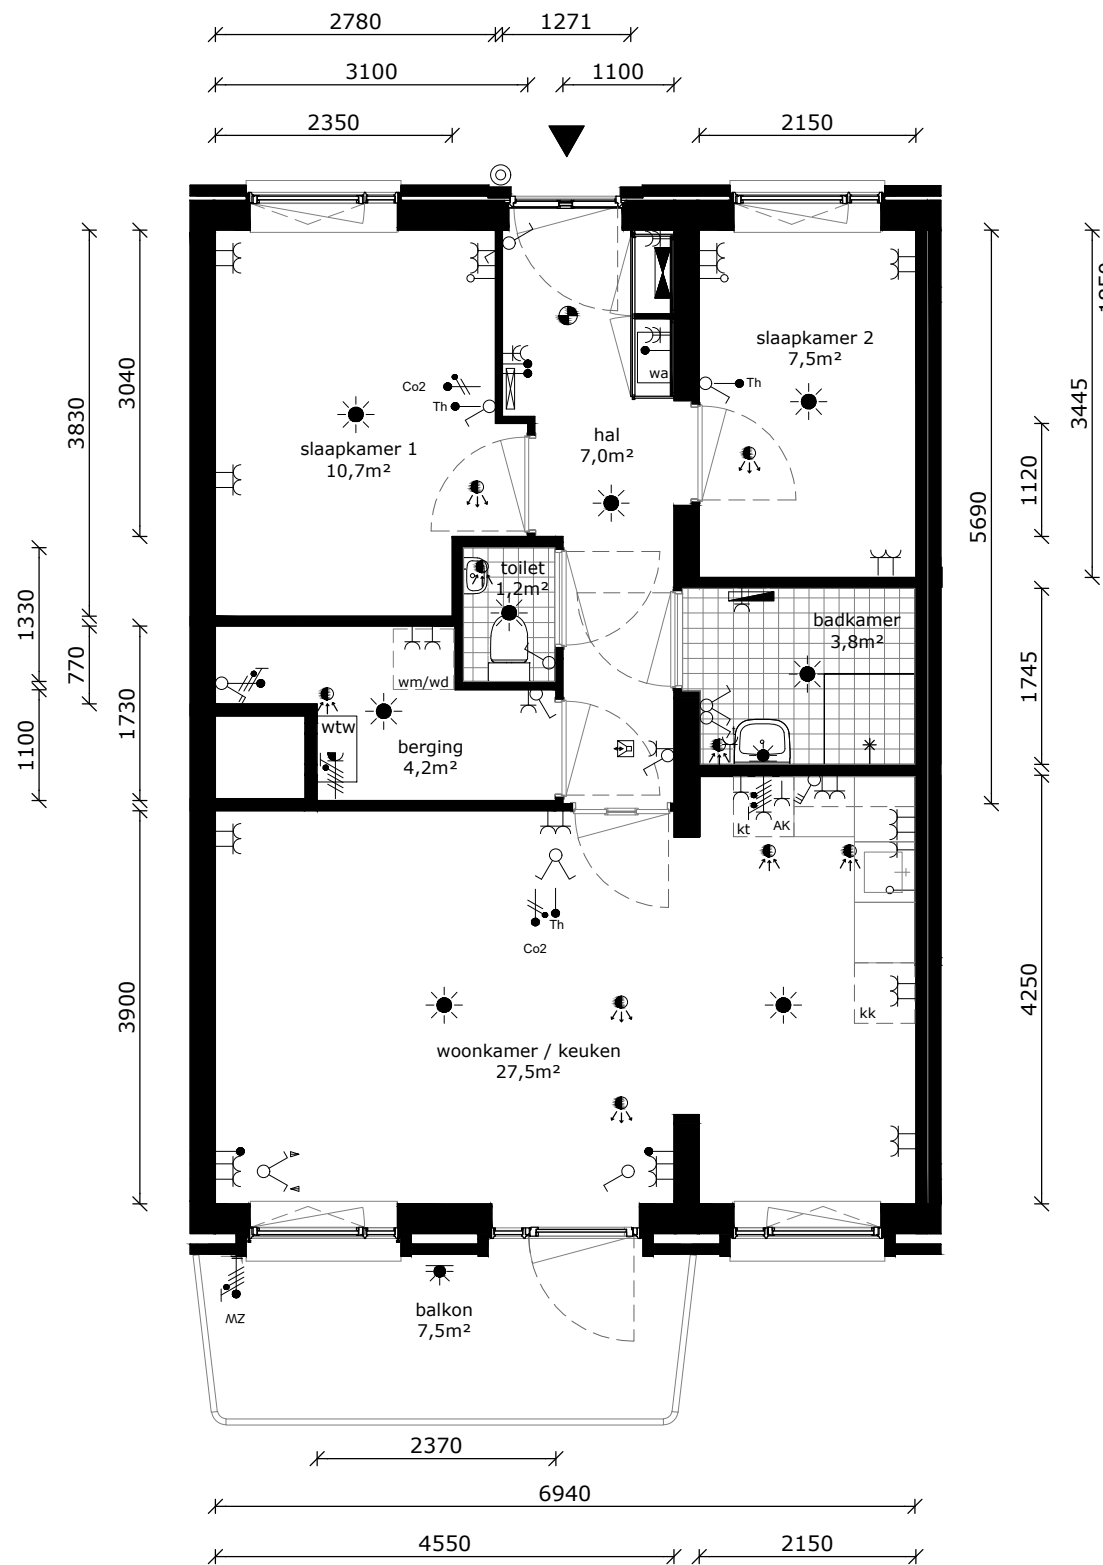 2780
1271
3100
1100
2350
2150
3040
3830
slaapkamer 2
7,5m²
3445
Co2
Th
wa
Th
slaapkamer 1
10,7m²
hal
7,0m²
1120
5690
1330
toilet
1,2m²
badkamer
3,8m²
770
1730
1100
1745
wm/wd
wtw
berging
4,2m²
kt
AK
Th
Co2
kk
3900
4250
woonkamer / keuken
27,5m²
MZ
balkon
7,5m²
2370
6940
4550
2150